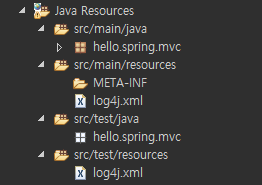 Java Resources
src/main/java
hello.spring.mvc
src/main/resources
META-INF
log4j.xml
src/test/java
hello.spring.mvc
src/test/resources
log4j.xml